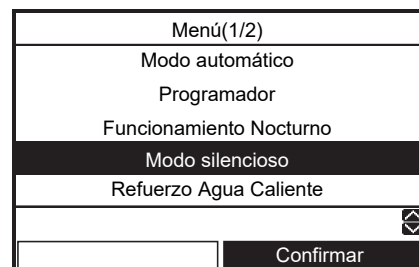 Menú(1/2)
Modo automático
Programador
Funcionamiento Nocturno
Modo silencioso
Refuerzo Agua Caliente
Confirmar